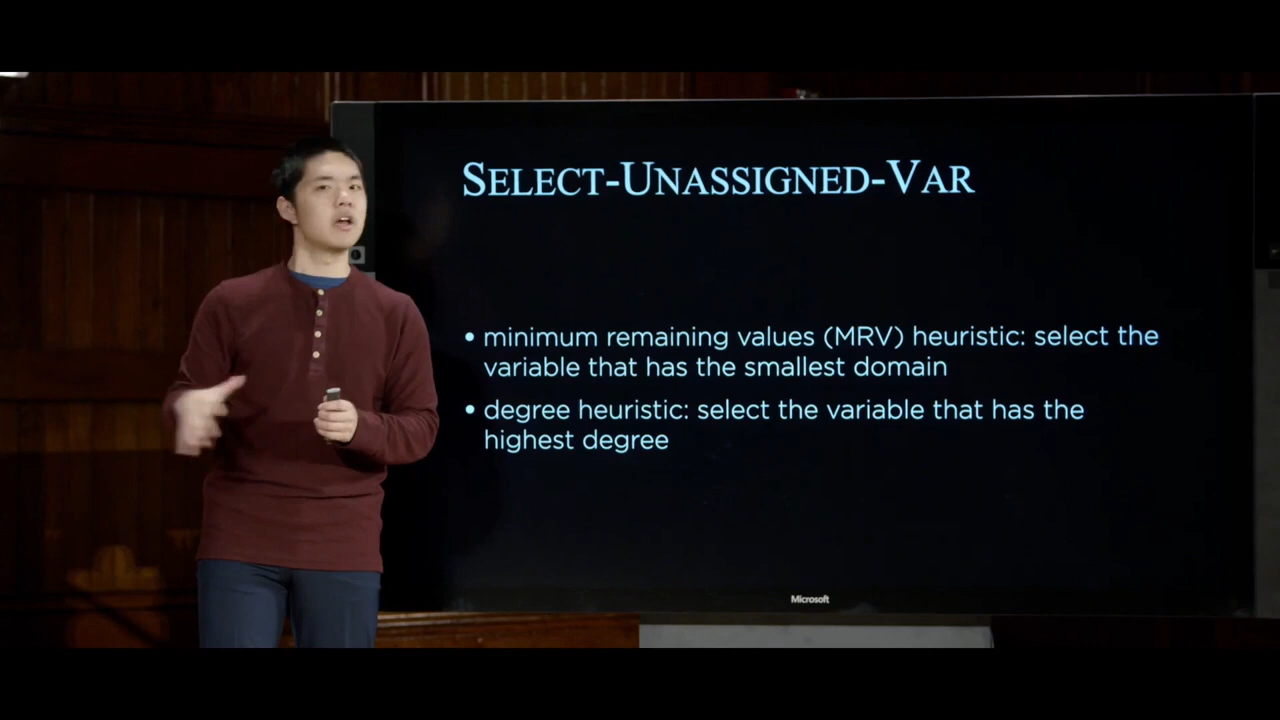 SELECT-UNASSIGNED-VAR
• minimum remaining values (MRV) heuristic: select the
variable that has the smallest domain
• degree heuristic: select the variable that has the
highest degree
Microsoft